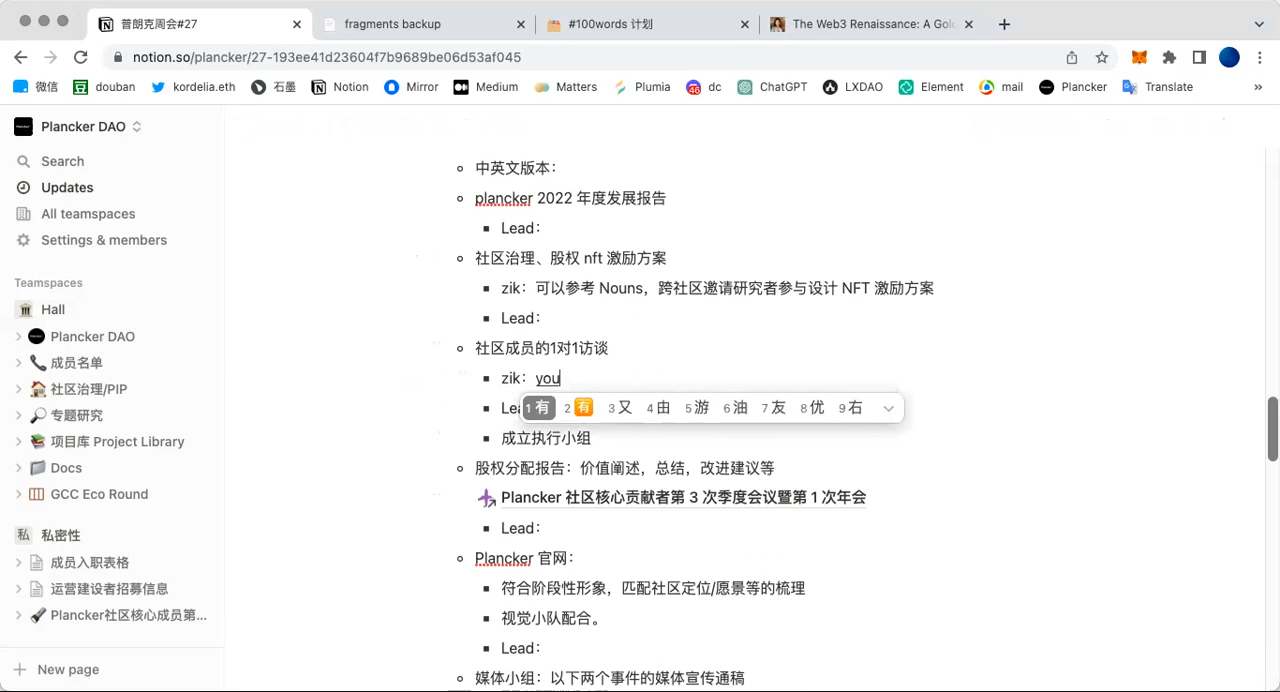 普朗克周会#27
fragments backup
#100words 计划
The Web3 Renaissance: A Gol
notion.so/plancker/27-193ee41d23604f7b9689be06d53af045
微信 douban kordelia.eth 石墨 Notion Mirror Medium Matters Plumia 46 dc ChatGPT LXDAO Element mail Plancker Translate »
Plancker DAO
Search
Updates
All teamspaces
Settings & members
Teamspaces
Hall
Plancker DAO
成员名单
社区治理/PIP
专题研究
项目库 Project Library
Docs
GCC Eco Round
私 私密性
成员入职表格
运营建设者招募信息
Plancker社区核心成员第...
New page
中英文版本：
plancker 2022 年度发展报告
Lead：
社区治理、股权 nft 激励方案
zik：可以参考 Nouns，跨社区邀请研究者参与设计 NFT 激励方案
Lead：
社区成员的1对1访谈
zik：you
1 有 2 有 3 又 4 由 5 游 6 油 7 友 8 优 9 右
Le
成立执行小组
股权分配报告：价值阐述，总结，改进建议等
Plancker 社区核心贡献者第 3 次季度会议暨第 1 次年会
Lead：
Plancker 官网：
符合阶段性形象，匹配社区定位/愿景等的梳理
视觉小队配合。
Lead：
媒体小组：以下两个事件的媒体宣传通稿